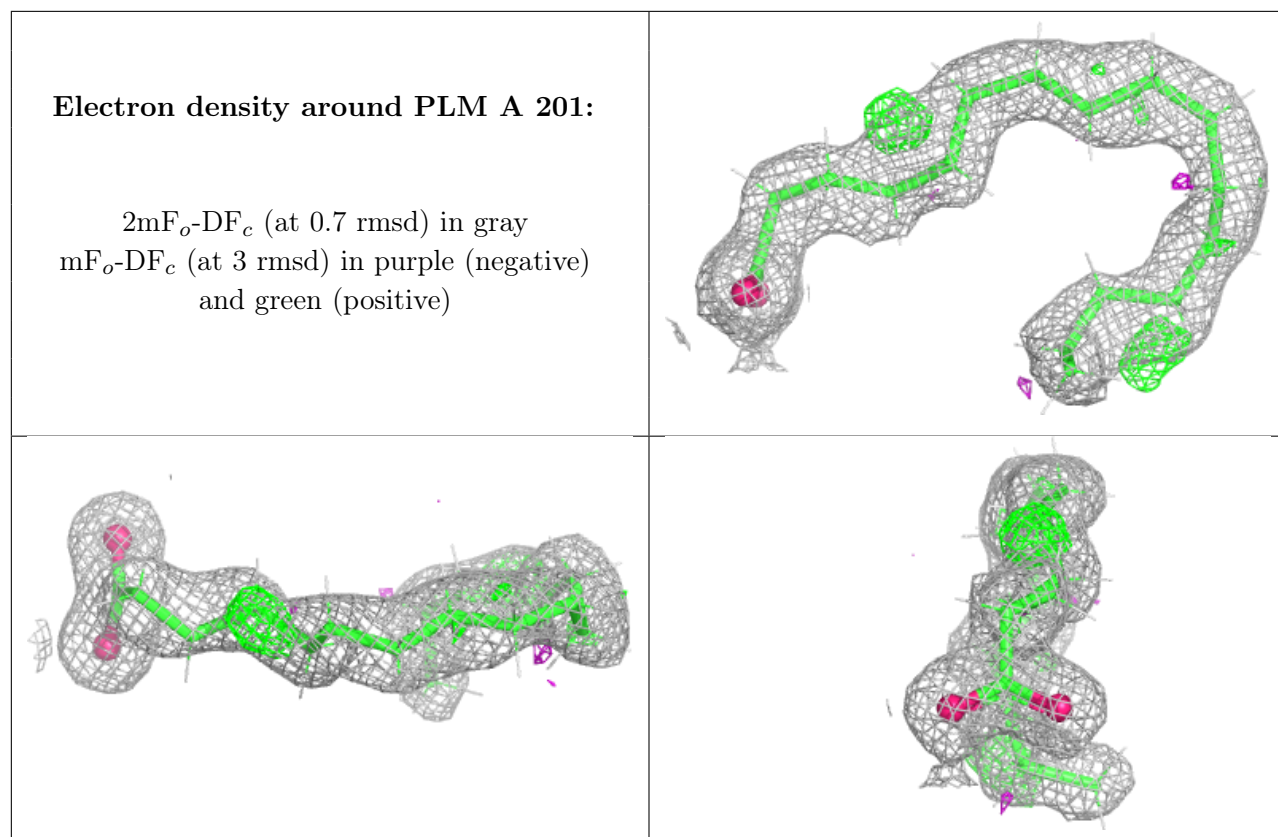 Electron density around PLM A 201:
2mFo-DFc (at 0.7 rmsd) in gray
mFo-DFc (at 3 rmsd) in purple (negative)
and green (positive)